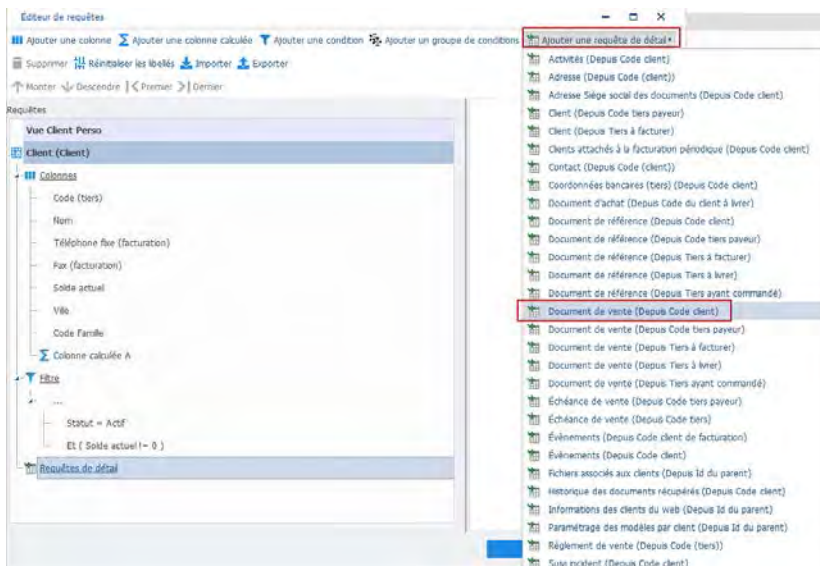 Éditeur de requêtes
Ajouter une colonne Ajouter une colonne calculée Ajouter une condition Ajouter un groupe de conditions Ajouter une requête de détail
Supprimer Réinitialiser les libellés Importer Exporter
Monter Descendre Premier Dernier
Requêtes
Vue Client Perso
Client (Client)
Colonnes
Code (tiers)
Nom
Téléphone fixe (facturation)
Fax (facturation)
Solde actuel
Ville
Code Famille
Colonne calculée A
Filtre
...
Statut = Actif
Et ( Solde actuel != 0 )
Requêtes de détail
Activités (Depuis Code client)
Adresse (Depuis Code (client))
Adresse Siège social des documents (Depuis Code client)
Client (Depuis Code tiers payeur)
Client (Depuis Tiers à facturer)
Clients attachés à la facturation périodique (Depuis Code client)
Contact (Depuis Code (client))
Coordonnées bancaires (tiers) (Depuis Code client)
Document d'achat (Depuis Code du client à livrer)
Document de référence (Depuis Code client)
Document de référence (Depuis Code tiers payeur)
Document de référence (Depuis Tiers à facturer)
Document de référence (Depuis Tiers à livrer)
Document de référence (Depuis Tiers ayant commandé)
Document de vente (Depuis Code client)
Document de vente (Depuis Code tiers payeur)
Document de vente (Depuis Tiers à facturer)
Document de vente (Depuis Tiers à livrer)
Document de vente (Depuis Tiers ayant commandé)
Échéance de vente (Depuis Code tiers payeur)
Échéance de vente (Depuis Code tiers)
Évènements (Depuis Code client de facturation)
Évènements (Depuis Code client)
Fichiers associés aux clients (Depuis Id du parent)
Historique des documents récupérés (Depuis Code client)
Informations des clients du web (Depuis Id du parent)
Paramétrage des modèles par client (Depuis Id du parent)
Règlement de vente (Depuis Code (tiers))
Suivi incident (Depuis Code client)